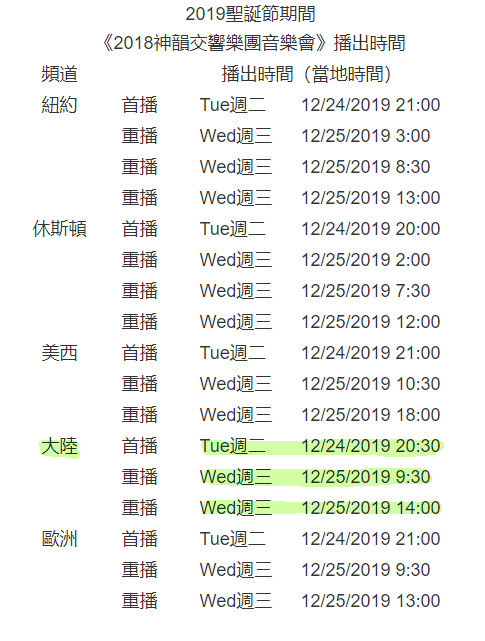 2019聖誕節期間
《2018神韻交響樂團音樂會》播出時間
頻道 播出時間（當地時間）
紐約 首播 Tue週二 12/24/2019 21:00
重播 Wed週三 12/25/2019 3:00
重播 Wed週三 12/25/2019 8:30
重播 Wed週三 12/25/2019 13:00
休斯頓 首播 Tue週二 12/24/2019 20:00
重播 Wed週三 12/25/2019 2:00
重播 Wed週三 12/25/2019 7:30
重播 Wed週三 12/25/2019 12:00
美西 首播 Tue週二 12/24/2019 21:00
重播 Wed週三 12/25/2019 10:30
重播 Wed週三 12/25/2019 18:00
大陸 首播 Tue週二 12/24/2019 20:30
重播 Wed週三 12/25/2019 9:30
重播 Wed週三 12/25/2019 14:00
歐洲 首播 Tue週二 12/24/2019 21:00
重播 Wed週三 12/25/2019 9:30
重播 Wed週三 12/25/2019 13:00